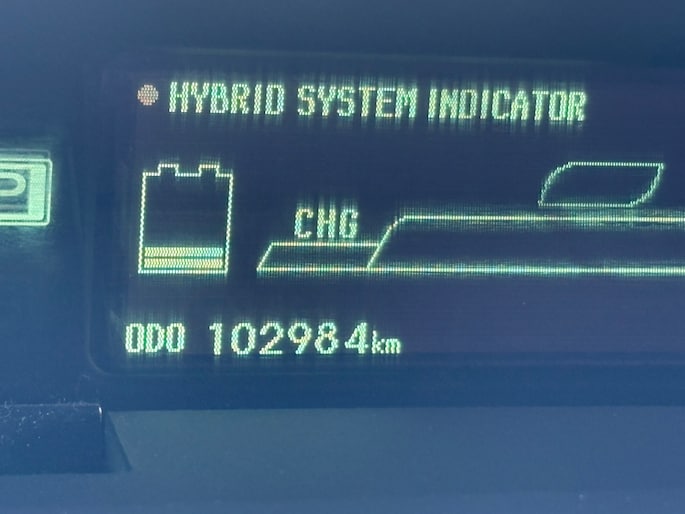 HYBRID SYSTEM INDICATOR
P
CHG
ODO 102984km